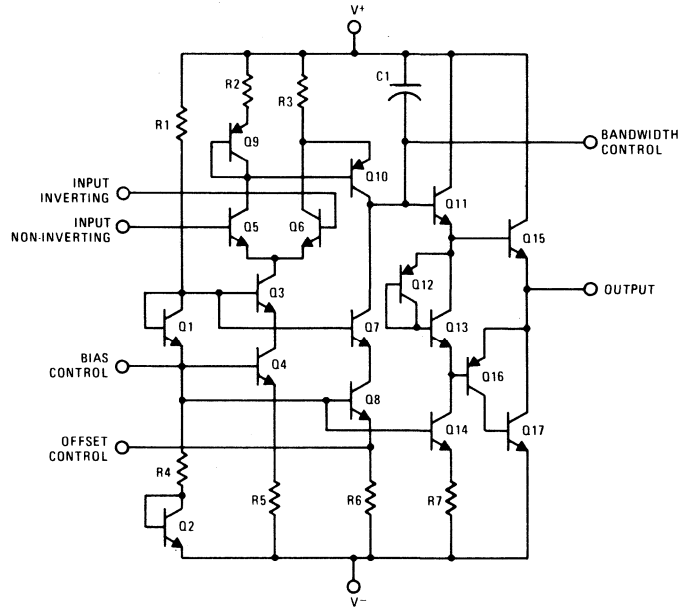 V+
R2
R3
C1
R1
BANDWIDTH
CONTROL
Q9
INPUT
INVERTING
Q10
INPUT
NON-INVERTING
Q5
Q6
Q11
Q15
Q12
OUTPUT
Q3
Q1
Q7
Q13
BIAS
CONTROL
Q4
Q16
Q8
Q14
Q17
OFFSET
CONTROL
R4
R5
R6
R7
Q2
V−